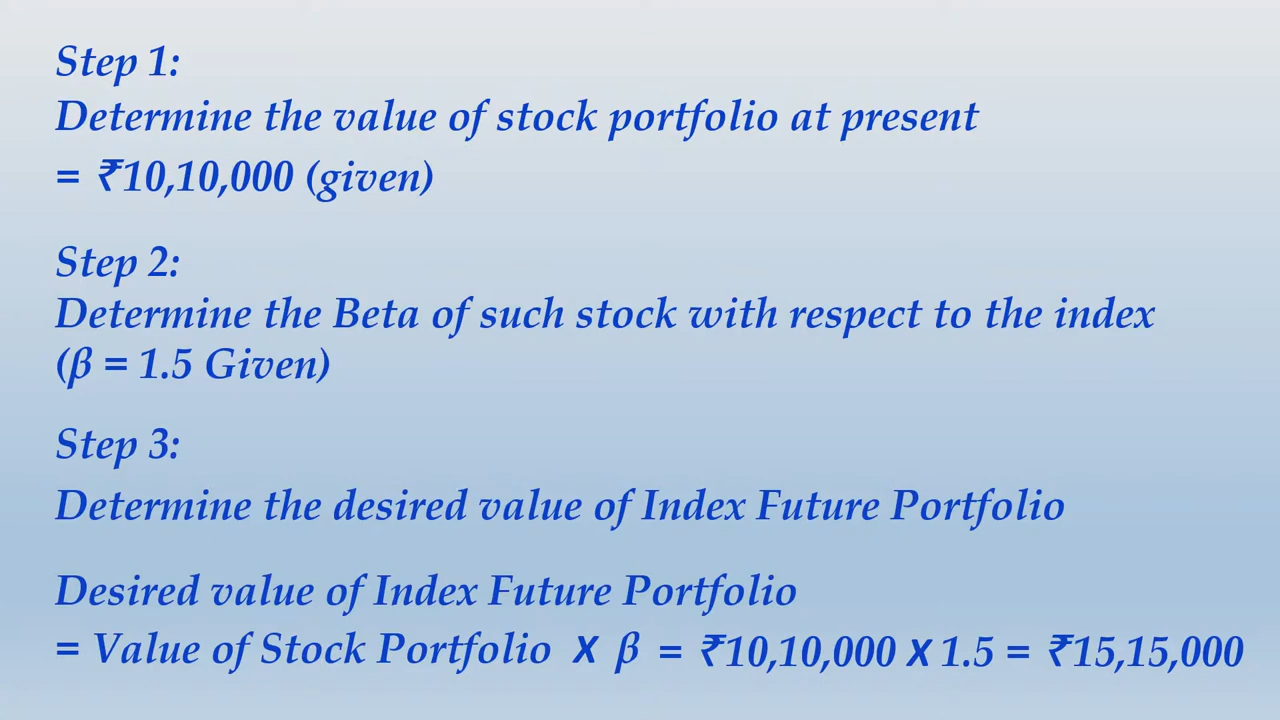 Step 1:
Determine the value of stock portfolio at present
= ₹10,10,000 (given)
Step 2:
Determine the Beta of such stock with respect to the index
(β = 1.5 Given)
Step 3:
Determine the desired value of Index Future Portfolio
Desired value of Index Future Portfolio
= Value of Stock Portfolio X β = ₹10,10,000 X 1.5 = ₹15,15,000